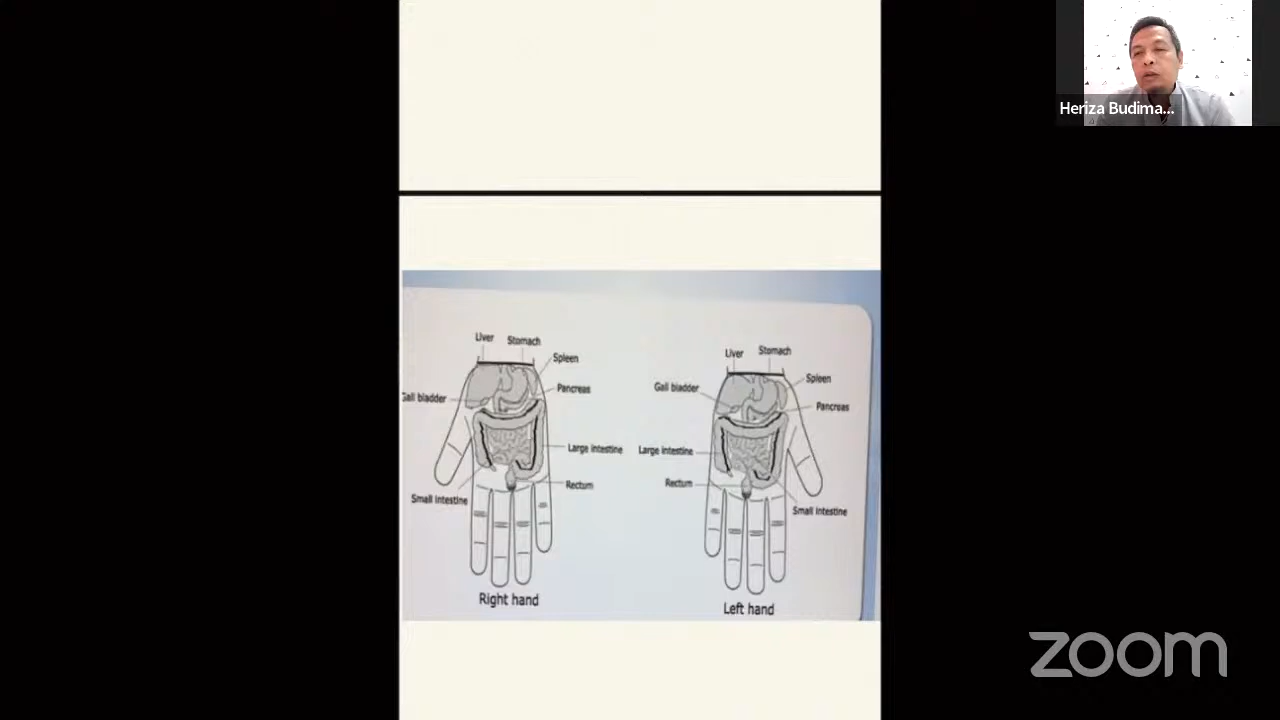 Heriza Budima...
Liver
Stomach
Spleen
Gall bladder
Pancreas
Large intestine
Rectum
Small intestine
Right hand
Liver
Stomach
Spleen
Gall bladder
Pancreas
Large intestine
Rectum
Small intestine
Left hand
zoom